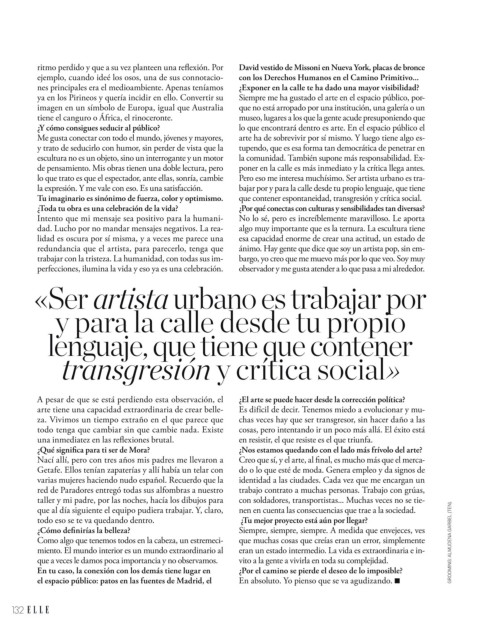 ritmo perdido y que a su vez planteen una reflexión. Por
ejemplo, cuando ideé los osos, una de sus connotacio-
nes principales era el medioambiente. Apenas teníamos
ya en los Pirineos y quería incidir en ello. Convertir su
imagen en un símbolo de Europa, igual que Australia
tiene el canguro o África, el rinoceronte.
¿Y cómo consigues seducir al público?
Me gusta conectar con todo el mundo, jóvenes y mayores,
y trato de seducirlo con humor, sin perder de vista que la
escultura no es un objeto, sino un interrogante y un motor
de pensamiento. Mis obras tienen una doble lectura, pero
lo que trato es que el espectador, ante ellas, sonría, cambie
la expresión. Y me vale con eso. Es una satisfacción.
Tu imaginario es sinónimo de fuerza, color y optimismo.
¿Toda tu obra es una celebración de la vida?
Intento que mi mensaje sea positivo para la humani-
dad. Lucho por no mandar mensajes negativos. La rea-
lidad es oscura por sí misma, y a veces me parece una
redundancia que el artista, para parecerlo, tenga que
trabajar con la tristeza. La humanidad, con todas sus im-
perfecciones, ilumina la vida y eso ya es una celebración.
David vestido de Missoni en Nueva York, placas de bronce
con los Derechos Humanos en el Camino Primitivo...
¿Exponer en la calle te ha dado una mayor visibilidad?
Siempre me ha gustado el arte en el espacio público, por-
que no está arropado por una institución, una galería o un
museo, lugares a los que la gente acude presuponiendo que
lo que encontrará dentro es arte. En el espacio público el
arte ha de sobrevivir por sí mismo. Y luego tiene algo es-
tupendo, que es esa forma tan democrática de penetrar en
la comunidad. También supone más responsabilidad. Ex-
poner en la calle es más inmediato y la crítica llega antes.
Pero eso me interesa muchísimo. Ser artista urbano es tra-
bajar por y para la calle desde tu propio lenguaje, que tiene
que contener espontaneidad, transgresión y crítica social.
¿Por qué conectas con culturas y sensibilidades tan diversas?
No lo sé, pero es increíblemente maravilloso. Le aporta
algo muy importante que es la ternura. La escultura tiene
esa capacidad enorme de crear una actitud, un estado de
ánimo. Hay gente que dice que soy un artista pop, sin em-
bargo, yo creo que me muevo más por lo que veo. Soy muy
observador y me gusta atender a lo que pasa a mi alrededor.
«Ser artista urbano es trabajar por
y para la calle desde tu propio
lenguaje, que tiene que contener
transgresión y crítica social»
A pesar de que se está perdiendo esta observación, el
arte tiene una capacidad extraordinaria de crear belle-
za. Vivimos un tiempo extraño en el que parece que
todo tenga que cambiar sin que cambie nada. Existe
una inmediatez en las reflexiones brutal.
¿Qué significa para ti ser de Mora?
Nací allí, pero con tres años mis padres me llevaron a
Getafe. Ellos tenían zapaterías y allí había un telar con
varias mujeres haciendo nudo español. Recuerdo que la
red de Paradores entregó todas sus alfombras a nuestro
taller y mi padre, por las noches, hacía los dibujos para
que al día siguiente el equipo pudiera trabajar. Y, claro,
todo eso se te va quedando dentro.
¿Cómo definirías la belleza?
Como algo que tenemos todos en la cabeza, un estremeci-
miento. El mundo interior es un mundo extraordinario al
que a veces le damos poca importancia y no observamos.
En tu caso, la conexión con los demás tiene lugar en
el espacio público: patos en las fuentes de Madrid, el
¿El arte se puede hacer desde la corrección política?
Es difícil de decir. Tenemos miedo a evolucionar y mu-
chas veces hay que ser transgresor, sin hacer daño a las
cosas, pero intentando ir un poco más allá. El éxito está
en resistir, el que resiste es el que triunfa.
¿Nos estamos quedando con el lado más frívolo del arte?
Creo que sí, y el arte, al final, es mucho más que el merca-
do o lo que esté de moda. Genera empleo y da signos de
identidad a las ciudades. Cada vez que me encargan un
trabajo contrato a muchas personas. Trabajo con grúas,
con soldadores, transportistas... Muchas veces no se tie-
nen en cuenta las consecuencias que trae a la sociedad.
¿Tu mejor proyecto está aún por llegar?
Siempre, siempre, siempre. A medida que envejeces, ves
que muchas cosas que creías eran un error, simplemente
eran un estado intermedio. La vida es extraordinaria e in-
vito a la gente a vivirla en toda su complejidad.
¿Por el camino se pierde el deseo de lo imposible?
En absoluto. Yo pienso que se va agudizando. ■
132 ELLE